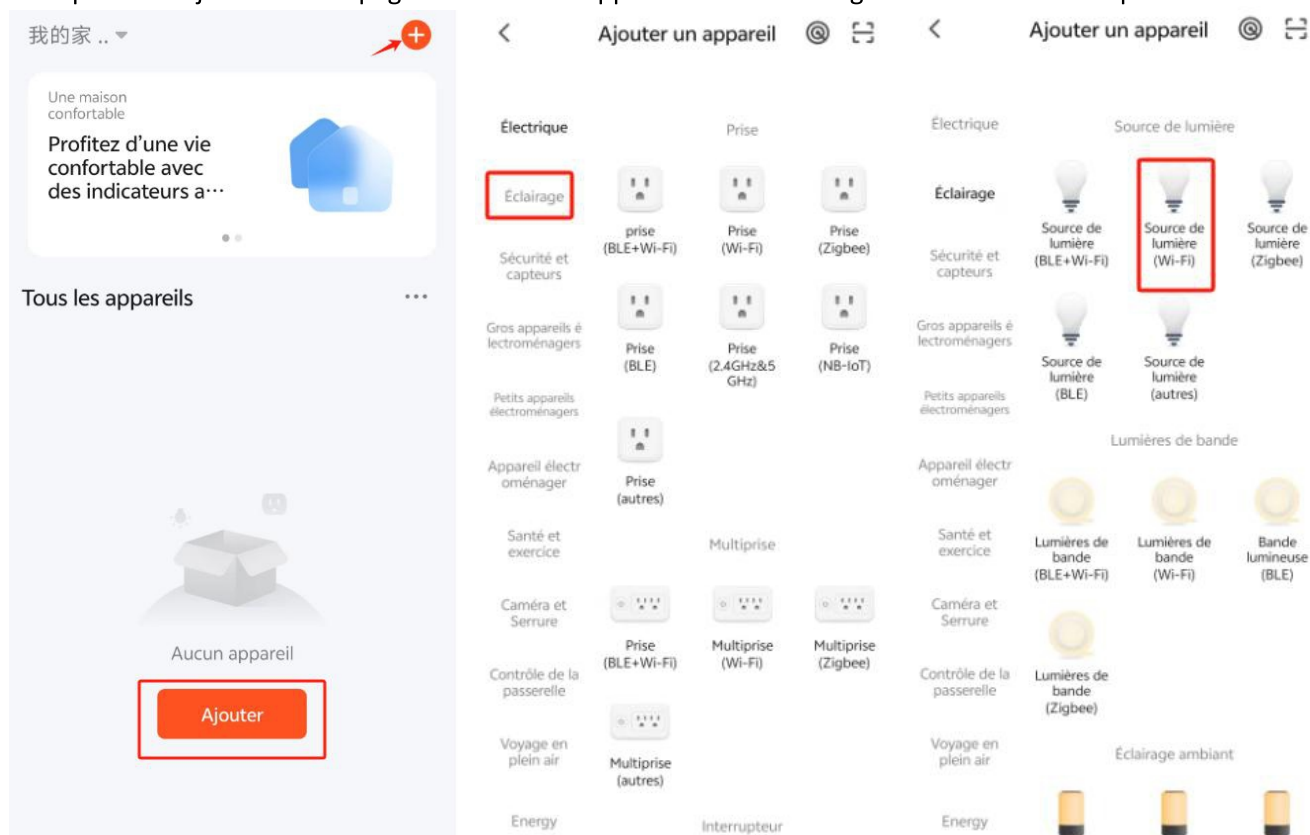 我的家 ..
Une maison
confortable
Profitez d'une vie
confortable avec
des indicateurs a···
Tous les appareils
Aucun appareil
Ajouter
Ajouter un appareil
Électrique
Éclairage
Sécurité et
capteurs
Gros appareils é
lectroménagers
Petits appareils
électroménagers
Appareil électr
oménager
Santé et
exercice
Caméra et
Serrure
Contrôle de la
passerelle
Voyage en
plein air
Energy
Prise
prise
(BLE+Wi-Fi)
Prise
(Wi-Fi)
Prise
(Zigbee)
Prise
(BLE)
Prise
(2.4GHz&5
GHz)
Prise
(NB-IoT)
Prise
(autres)
Multiprise
Prise
(BLE+Wi-Fi)
Multiprise
(Wi-Fi)
Multiprise
(Zigbee)
Multiprise
(autres)
Interrupteur
Ajouter un appareil
Électrique
Éclairage
Sécurité et
capteurs
Gros appareils é
lectroménagers
Petits appareils
électroménagers
Appareil électr
oménager
Santé et
exercice
Caméra et
Serrure
Contrôle de la
passerelle
Voyage en
plein air
Energy
Source de lumière
Source de
lumière
(BLE+Wi-Fi)
Source de
lumière
(Wi-Fi)
Source de
lumière
(Zigbee)
Source de
lumière
(BLE)
Source de
lumière
(autres)
Lumières de bande
Lumières de
bande
(BLE+Wi-Fi)
Lumières de
bande
(Wi-Fi)
Bande
lumineuse
(BLE)
Lumières de
bande
(Zigbee)
Éclairage ambiant